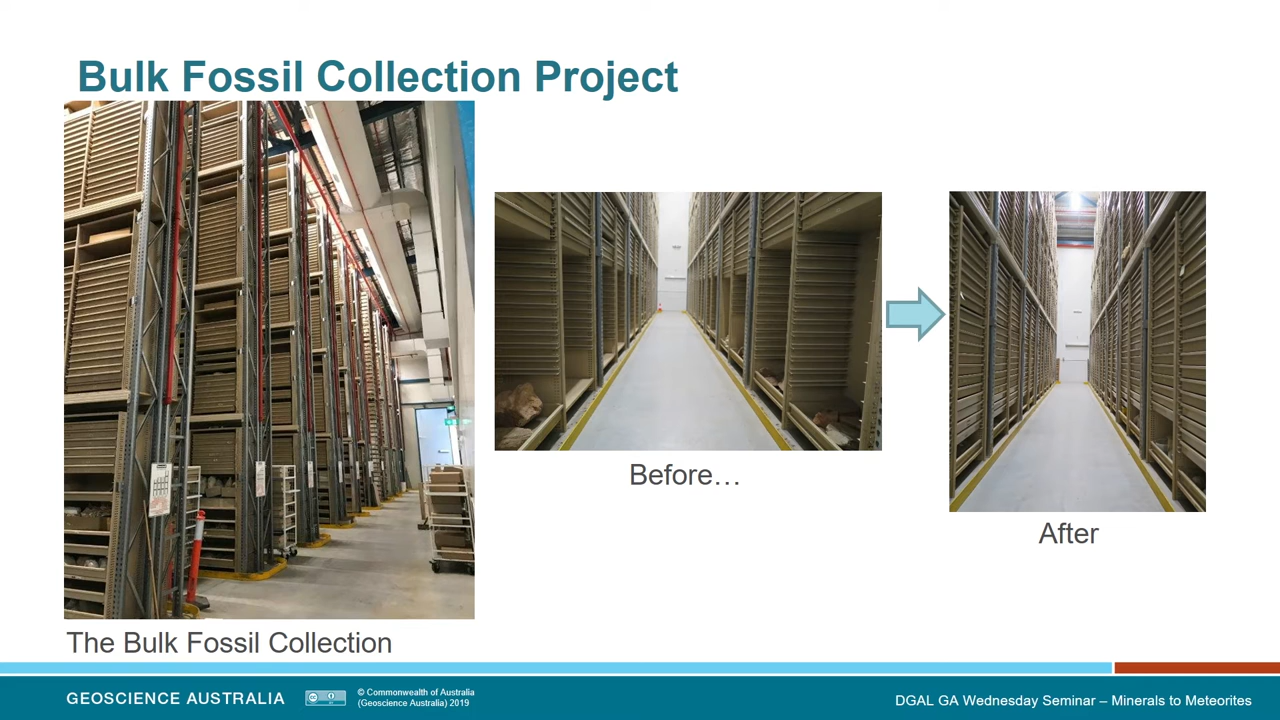 Bulk Fossil Collection Project
Before…
After
The Bulk Fossil Collection
GEOSCIENCE AUSTRALIA
© Commonwealth of Australia
(Geoscience Australia) 2019
DGAL GA Wednesday Seminar – Minerals to Meteorites